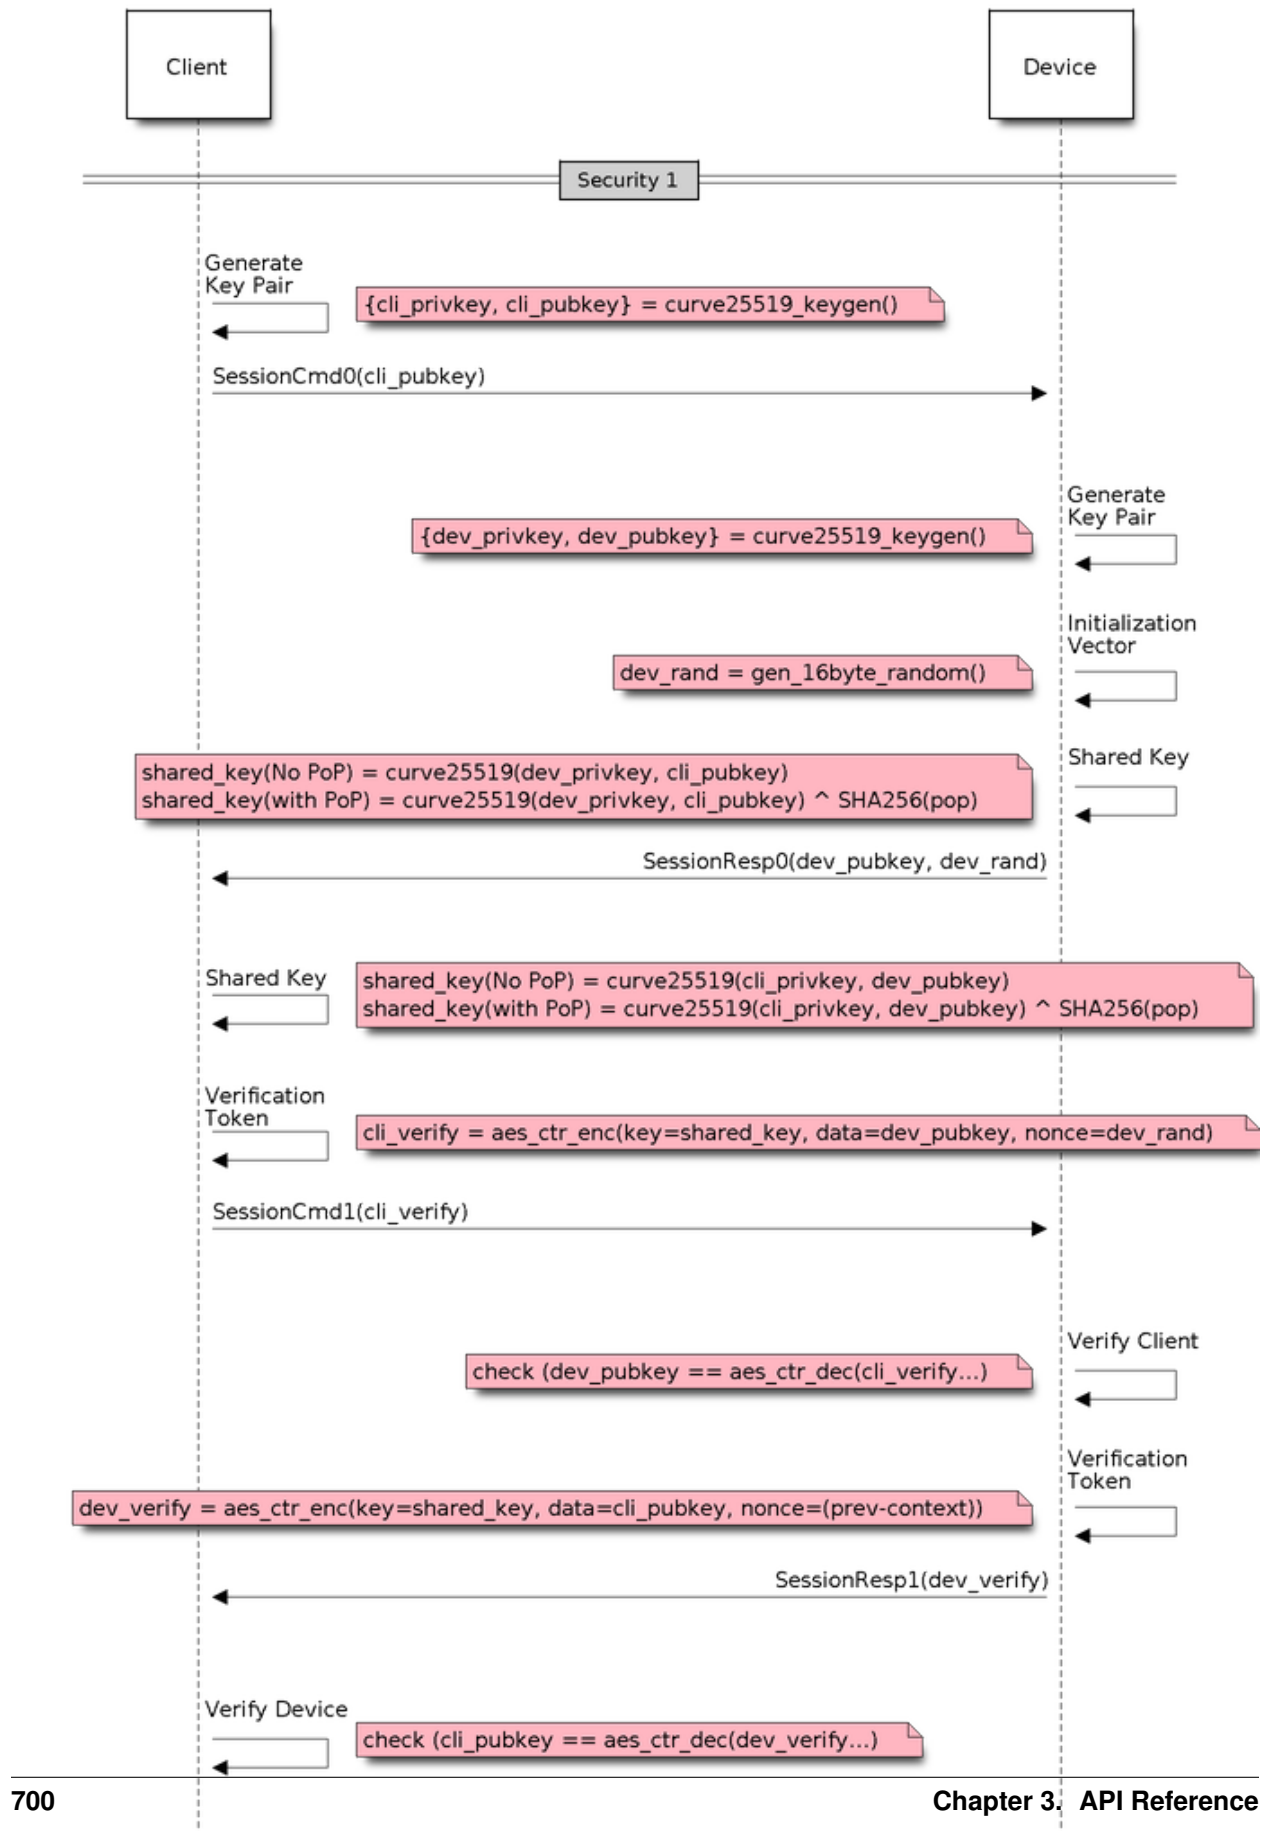 Client
Device
Security 1
Generate
Key Pair
{cli_privkey, cli_pubkey} = curve25519_keygen()
SessionCmd0(cli_pubkey)
Generate
Key Pair
{dev_privkey, dev_pubkey} = curve25519_keygen()
Initialization
Vector
dev_rand = gen_16byte_random()
Shared Key
shared_key(No PoP) = curve25519(dev_privkey, cli_pubkey)
shared_key(with PoP) = curve25519(dev_privkey, cli_pubkey) ^ SHA256(pop)
SessionResp0(dev_pubkey, dev_rand)
Shared Key
shared_key(No PoP) = curve25519(cli_privkey, dev_pubkey)
shared_key(with PoP) = curve25519(cli_privkey, dev_pubkey) ^ SHA256(pop)
Verification
Token
cli_verify = aes_ctr_enc(key=shared_key, data=dev_pubkey, nonce=dev_rand)
SessionCmd1(cli_verify)
Verify Client
check (dev_pubkey == aes_ctr_dec(cli_verify...)
Verification
Token
dev_verify = aes_ctr_enc(key=shared_key, data=cli_pubkey, nonce=(prev-context))
SessionResp1(dev_verify)
Verify Device
check (cli_pubkey == aes_ctr_dec(dev_verify...)
700
Chapter 3. API Reference